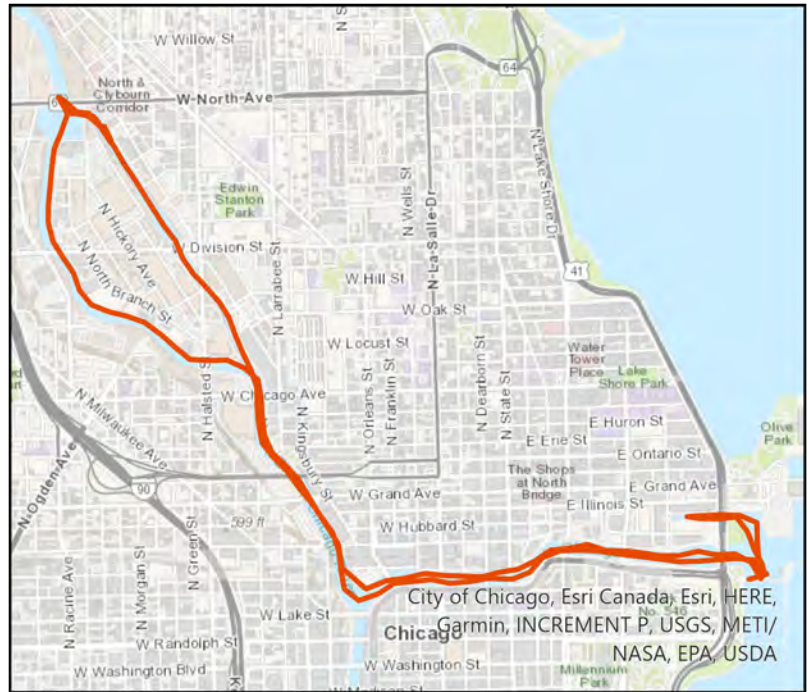 W Willow St
N S
64
North &
Clybourn
Corridor
W-North-Ave
6
N Lake Shore Dr
Edwin
Stanton
Park
N Wells St
N-La-Salle-Dr
N Hickory Ave
N North Branch St
W Division St
N Larrabee St
W Hill St
41
W Oak St
W Locust St
Water
Tower
Place
Lake
Shore Park
N Halsted St
W Chicago Ave
N Orleans St
N Franklin St
N Dearborn St
N State St
N Milwaukee Ave
N Kingsbury St
E Huron St
Olive
Park
E Erie St
E Ontario St
The Shops
at North
Bridge
E Grand Ave
W Grand Ave
E Illinois St
90
N-Ogden-Ave
599 ft
W Hubbard St
N Racine Ave
N Morgan St
N Green St
W Lake St
City of Chicago, Esri Canada, Esri, HERE,
Garmin, INCREMENT P, USGS, METI/
NASA, EPA, USDA
No. 546
Chicago
W Randolph St
W Washington Blvd
W Washington St
Millennium
Park
W Madison St